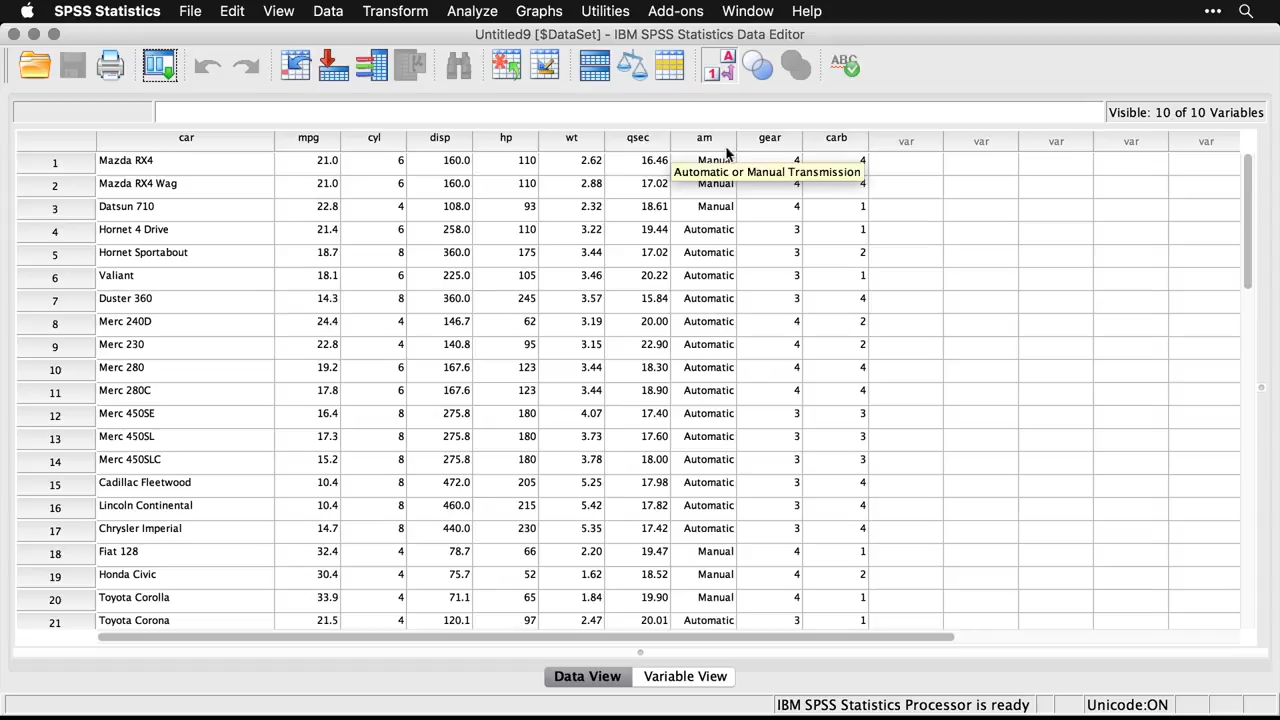 SPSS Statistics File Edit View Data Transform Analyze Graphs Utilities Add-ons Window Help
Untitled9 [$DataSet] - IBM SPSS Statistics Data Editor
Visible: 10 of 10 Variables
car mpg cyl disp hp wt qsec am gear carb var var var var var
1 Mazda RX4 21.0 6 160.0 110 2.62 16.46 Manual 4 4
Automatic or Manual Transmission
2 Mazda RX4 Wag 21.0 6 160.0 110 2.88 17.02 Manual 4 4
3 Datsun 710 22.8 4 108.0 93 2.32 18.61 Manual 4 1
4 Hornet 4 Drive 21.4 6 258.0 110 3.22 19.44 Automatic 3 1
5 Hornet Sportabout 18.7 8 360.0 175 3.44 17.02 Automatic 3 2
6 Valiant 18.1 6 225.0 105 3.46 20.22 Automatic 3 1
7 Duster 360 14.3 8 360.0 245 3.57 15.84 Automatic 3 4
8 Merc 240D 24.4 4 146.7 62 3.19 20.00 Automatic 4 2
9 Merc 230 22.8 4 140.8 95 3.15 22.90 Automatic 4 2
10 Merc 280 19.2 6 167.6 123 3.44 18.30 Automatic 4 4
11 Merc 280C 17.8 6 167.6 123 3.44 18.90 Automatic 4 4
12 Merc 450SE 16.4 8 275.8 180 4.07 17.40 Automatic 3 3
13 Merc 450SL 17.3 8 275.8 180 3.73 17.60 Automatic 3 3
14 Merc 450SLC 15.2 8 275.8 180 3.78 18.00 Automatic 3 3
15 Cadillac Fleetwood 10.4 8 472.0 205 5.25 17.98 Automatic 3 4
16 Lincoln Continental 10.4 8 460.0 215 5.42 17.82 Automatic 3 4
17 Chrysler Imperial 14.7 8 440.0 230 5.35 17.42 Automatic 3 4
18 Fiat 128 32.4 4 78.7 66 2.20 19.47 Manual 4 1
19 Honda Civic 30.4 4 75.7 52 1.62 18.52 Manual 4 2
20 Toyota Corolla 33.9 4 71.1 65 1.84 19.90 Manual 4 1
21 Toyota Corona 21.5 4 120.1 97 2.47 20.01 Automatic 3 1
Data View Variable View
IBM SPSS Statistics Processor is ready Unicode:ON